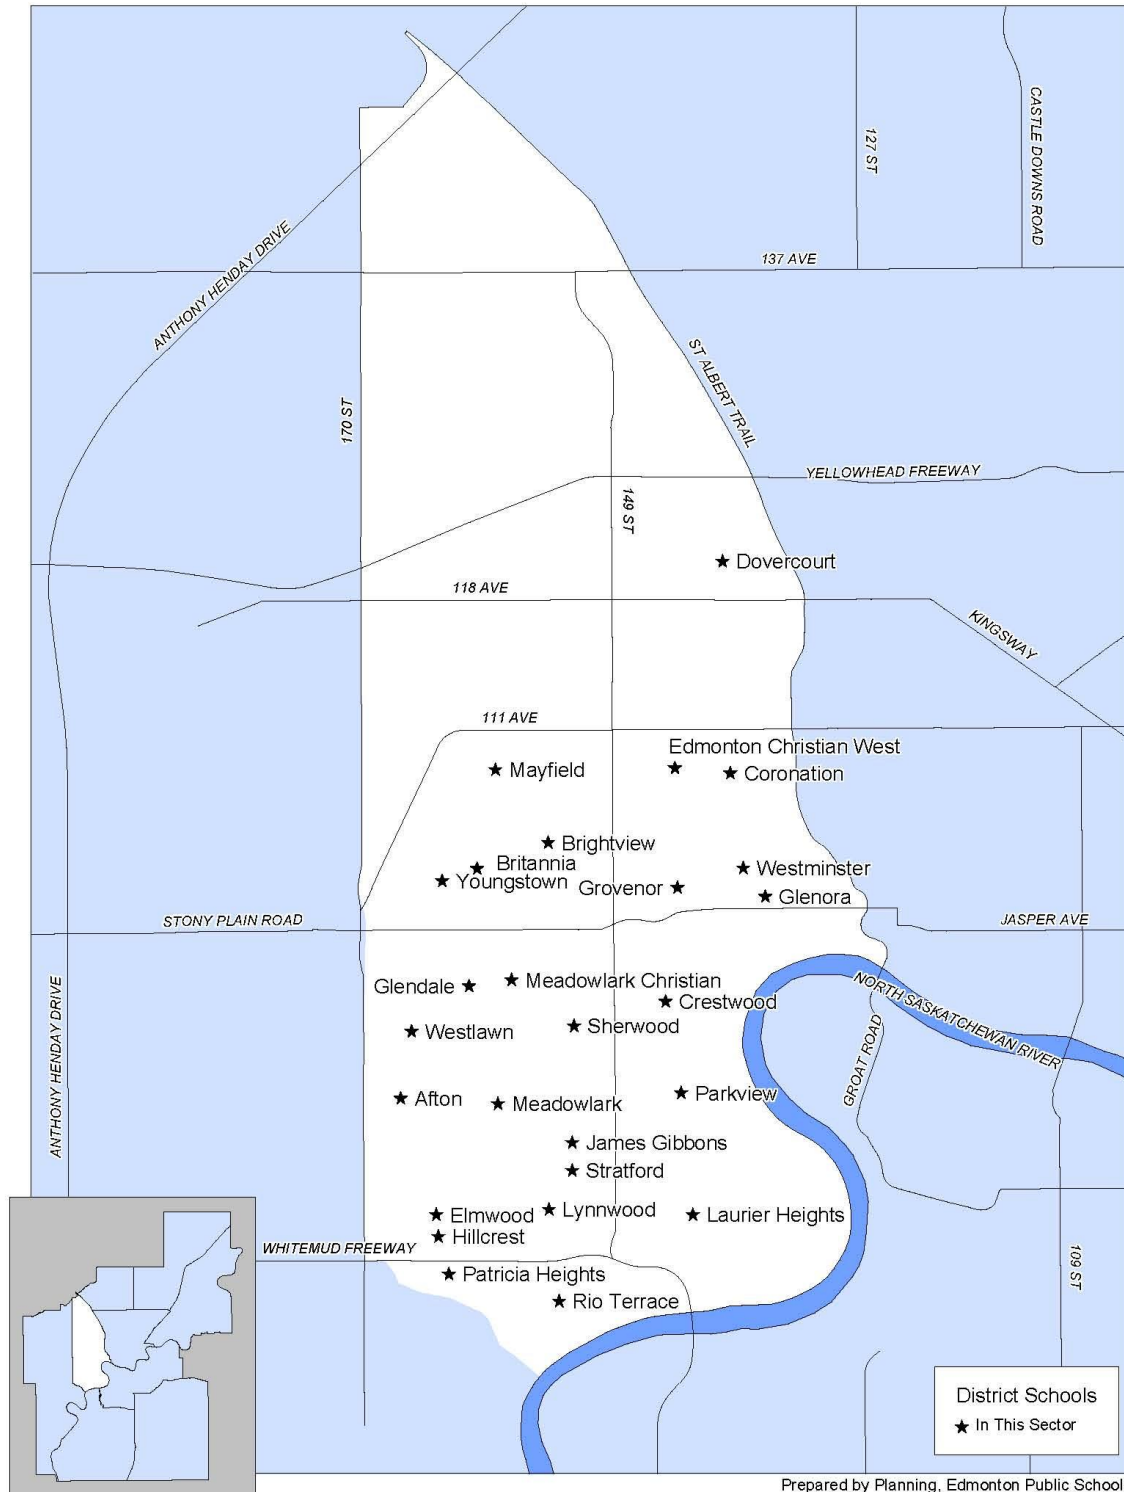 127 ST
CASTLE DOWNS ROAD
ANTHONY HENDAY DRIVE
137 AVE
ST ALBERT TRAIL
170 ST
YELLOWHEAD FREEWAY
149 ST
Dovercourt
118 AVE
KINGSWAY
111 AVE
Edmonton Christian West
Mayfield
Coronation
Brightview
Britannia
Westminster
Youngstown
Grovenor
Glenora
STONY PLAIN ROAD
JASPER AVE
Meadowlark Christian
Glendale
Crestwood
NORTH SASKATCHEWAN RIVER
Sherwood
Westlawn
GROAT ROAD
ANTHONY HENDAY DRIVE
Parkview
Afton
Meadowlark
James Gibbons
Stratford
Lynnwood
Elmwood
Laurier Heights
Hillcrest
WHITEMUD FREEWAY
109 ST
Patricia Heights
Rio Terrace
District Schools
In This Sector
Prepared by Planning, Edmonton Public School